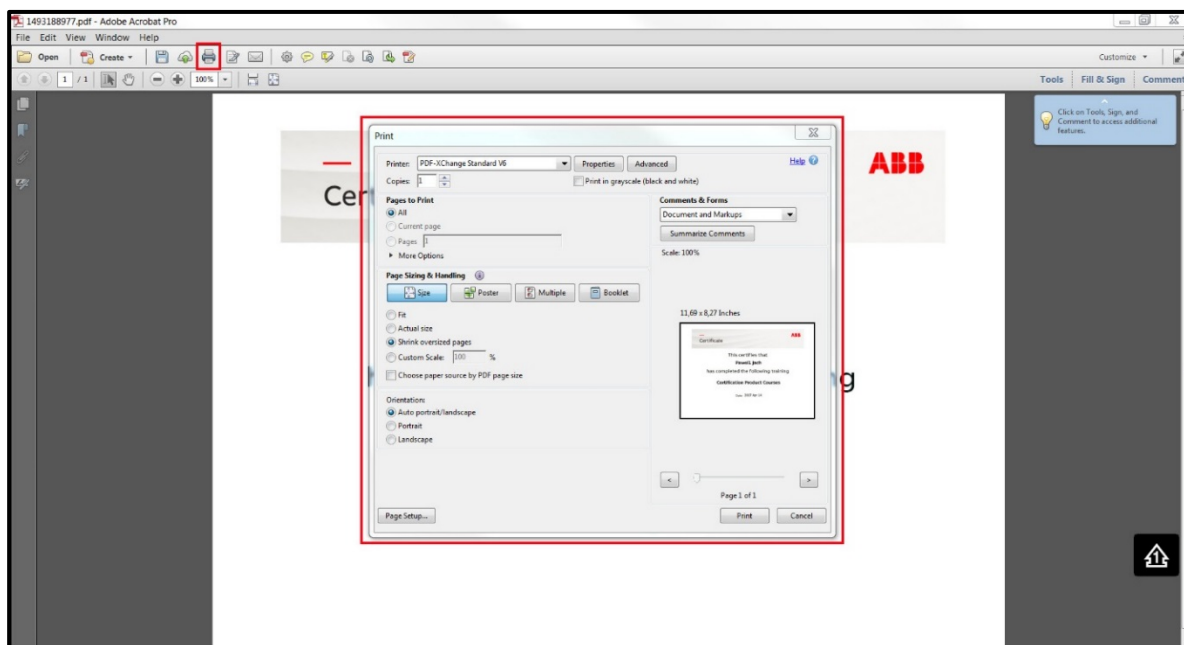 1493188977.pdf - Adobe Acrobat Pro
File Edit View Window Help
Open Create Customize
1 / 1 100% Tools Fill & Sign Comment
Click on Tools, Sign, and
Comment to access additional
features.
ABB
Cer
g
Print
Printer: PDF-XChange Standard V6 Properties Advanced Help
Copies: 1 Print in grayscale (black and white)
Pages to Print
All
Current page
Pages 1
More Options
Page Sizing & Handling
Size Poster Multiple Booklet
Fit
Actual size
Shrink oversized pages
Custom Scale: 100 %
Choose paper source by PDF page size
Orientation:
Auto portrait/landscape
Portrait
Landscape
Comments & Forms
Document and Markups
Summarize Comments
Scale: 100%
11,69 x 8,27 Inches
Certificate ABB
This certifies that
has completed the following training
Certification Product Courses
Page 1 of 1
Page Setup... Print Cancel
1